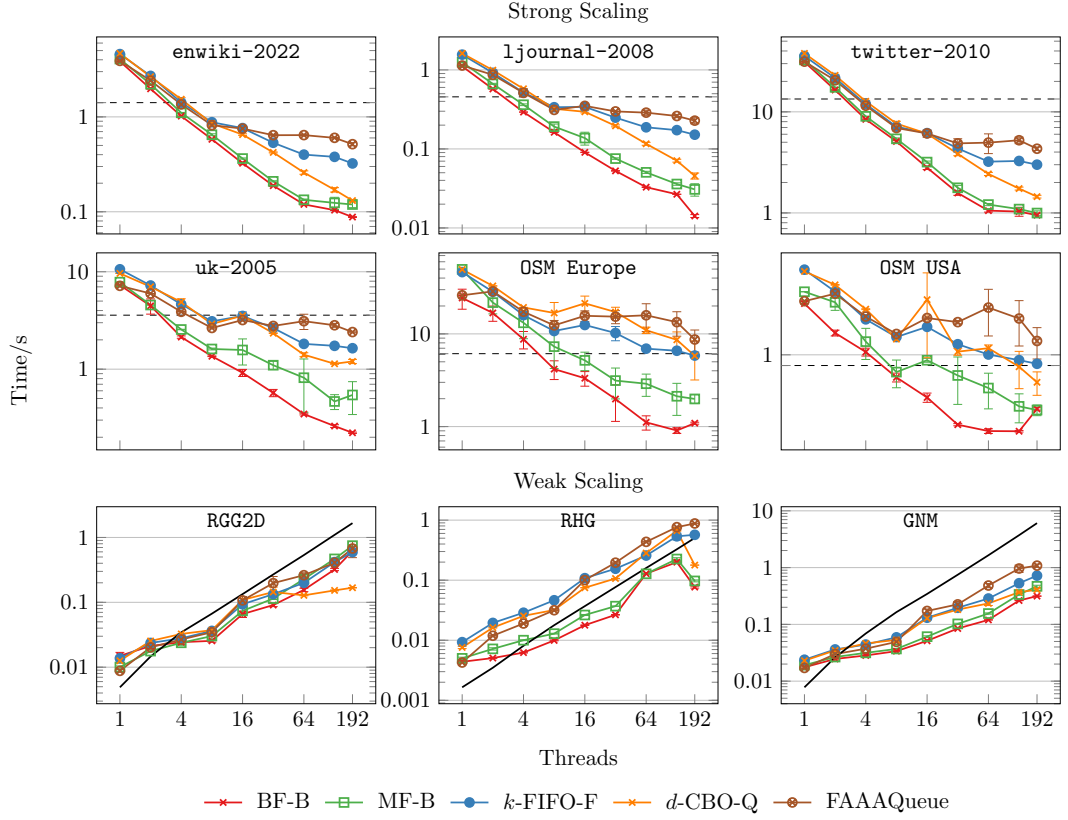 Strong Scaling
enwiki-2022
ljournal-2008
twitter-2010
1
0.1
1
0.1
0.01
10
1
uk-2005
OSM Europe
OSM USA
10
1
10
1
1
Time/s
Weak Scaling
RGG2D
RHG
GNM
1
0.1
0.01
1
0.1
0.01
0.001
10
1
0.1
0.01
1 4 16 64 192
1 4 16 64 192
1 4 16 64 192
Threads
BF-B MF-B k-FIFO-F d-CBO-Q FAAAQueue